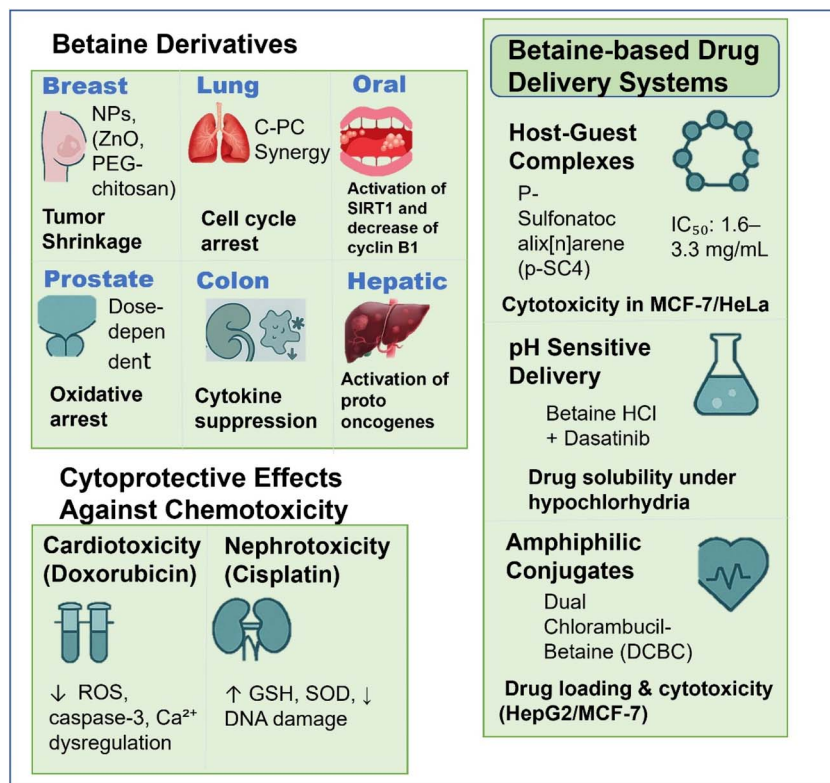 Betaine Derivatives
Breast
NPs,
(ZnO,
PEG-
chitosan)
Tumor
Shrinkage
Lung
C-PC
Synergy
Cell cycle
arrest
Oral
Activation of
SIRT1 and
decrease of
cyclin B1
Prostate
Dose-
depen
dent
Oxidative
arrest
Colon
Cytokine
suppression
Hepatic
Activation of
proto
oncogenes
Cytoprotective Effects
Against Chemotoxicity
Cardiotoxicity
(Doxorubicin)
↓ ROS,
caspase-3, Ca²⁺
dysregulation
Nephrotoxicity
(Cisplatin)
↑ GSH, SOD, ↓
DNA damage
Betaine-based Drug
Delivery Systems
Host-Guest
Complexes
P-
Sulfonatoc
alix[n]arene
(p-SC4)
IC₅₀: 1.6–
3.3 mg/mL
Cytotoxicity in MCF-7/HeLa
pH Sensitive
Delivery
Betaine HCl
+ Dasatinib
Drug solubility under
hypochlorhydria
Amphiphilic
Conjugates
Dual
Chlorambucil-
Betaine (DCBC)
Drug loading & cytotoxicity
(HepG2/MCF-7)